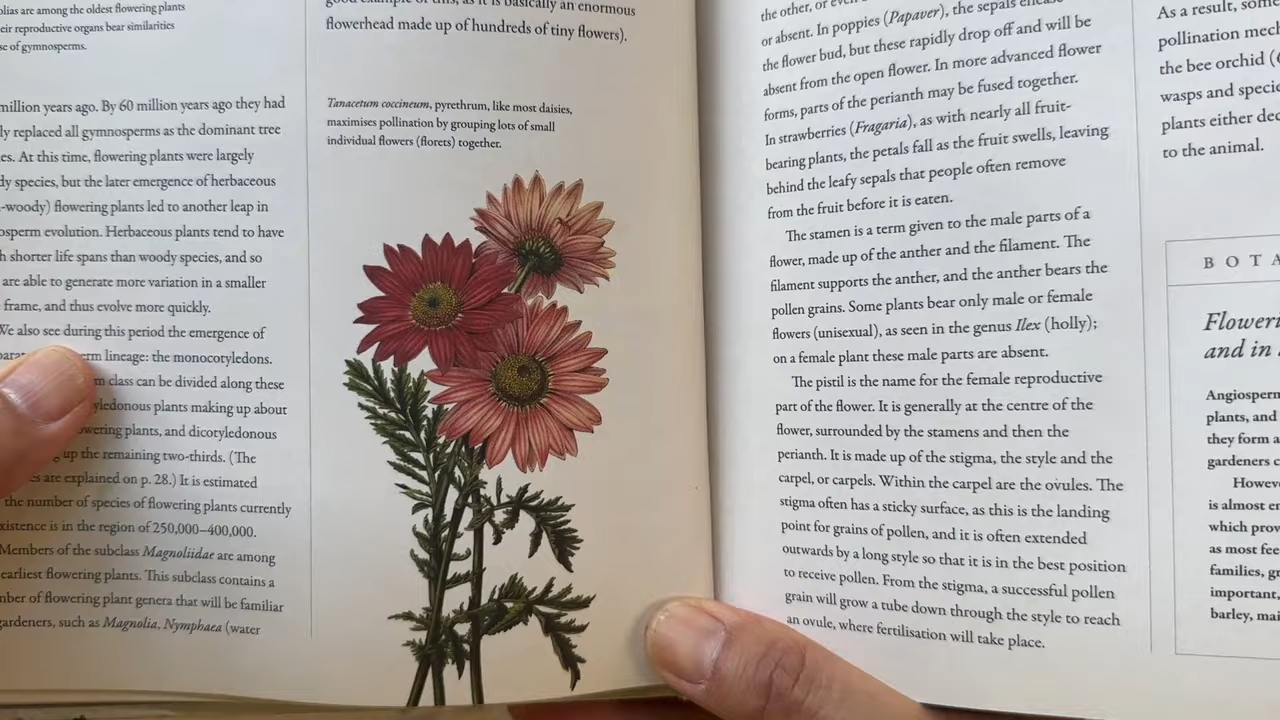 olias are among the oldest flowering plants
eir reproductive organs bear similarities
se of gymnosperms.
million years ago. By 60 million years ago they had
ly replaced all gymnosperms as the dominant tree
es. At this time, flowering plants were largely
dy species, but the later emergence of herbaceous
-woody) flowering plants led to another leap in
osperm evolution. Herbaceous plants tend to have
h shorter life spans than woody species, and so
are able to generate more variation in a smaller
frame, and thus evolve more quickly.
We also see during this period the emergence of
rm lineage: the monocotyledons.
m class can be divided along these
yledonous plants making up about
owering plants, and dicotyledonous
up the remaining two-thirds. (The
es are explained on p. 28.) It is estimated
the number of species of flowering plants currently
xistence is in the region of 250,000–400,000.
Members of the subclass Magnoliidae are among
earliest flowering plants. This subclass contains a
nber of flowering plant genera that will be familiar
gardeners, such as Magnolia, Nymphaea (water
good example of this, as it is basically an enormous
flowerhead made up of hundreds of tiny flowers).
Tanacetum coccineum, pyrethrum, like most daisies,
maximises pollination by grouping lots of small
individual flowers (florets) together.
the other, or even the sepals
or absent. In poppies (Papaver), the sepals encase
the flower bud, but these rapidly drop off and will be
absent from the open flower. In more advanced flower
forms, parts of the perianth may be fused together.
In strawberries (Fragaria), as with nearly all fruit-
bearing plants, the petals fall as the fruit swells, leaving
behind the leafy sepals that people often remove
from the fruit before it is eaten.
The stamen is a term given to the male parts of a
flower, made up of the anther and the filament. The
filament supports the anther, and the anther bears the
pollen grains. Some plants bear only male or female
flowers (unisexual), as seen in the genus Ilex (holly);
on a female plant these male parts are absent.
The pistil is the name for the female reproductive
part of the flower. It is generally at the centre of the
flower, surrounded by the stamens and then the
perianth. It is made up of the stigma, the style and the
carpel, or carpels. Within the carpel are the ovules. The
stigma often has a sticky surface, as this is the landing
point for grains of pollen, and it is often extended
outwards by a long style so that it is in the best position
to receive pollen. From the stigma, a successful pollen
grain will grow a tube down through the style to reach
an ovule, where fertilisation will take place.
As a result, some
pollination mech
the bee orchid (
wasps and specie
plants either dec
to the animal.
BOTA
Floweri
and in
Angiosperm
plants, and
they form a
gardeners c
Howev
is almost en
which prov
as most fee
families, gr
important,
barley, mai